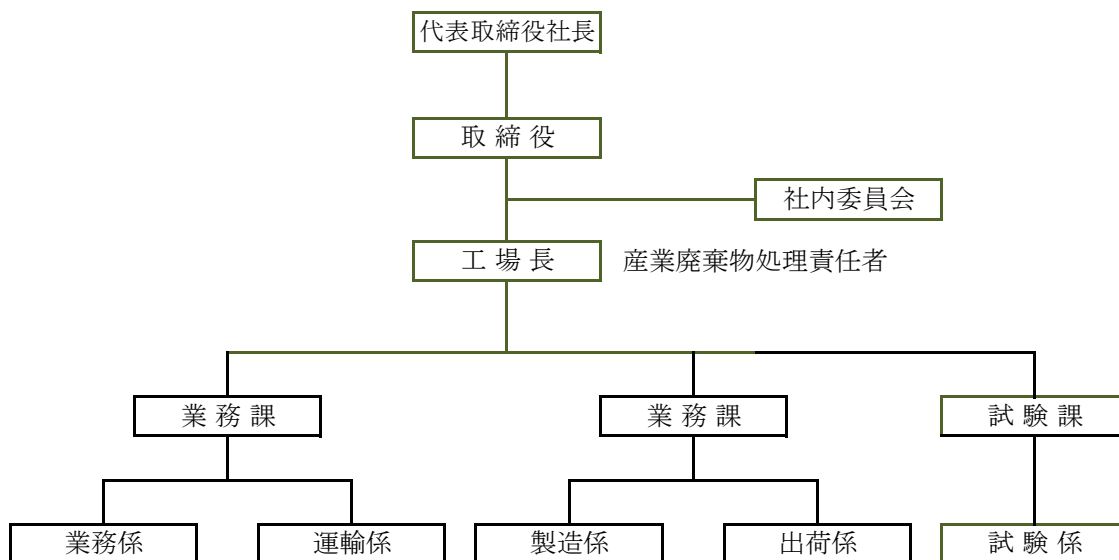 代表取締役社長
取 締 役
社内委員会
工 場 長
産業廃棄物処理責任者
業 務 課
業 務 課
試 験 課
業務係
運輸係
製造係
出荷係
試 験 係